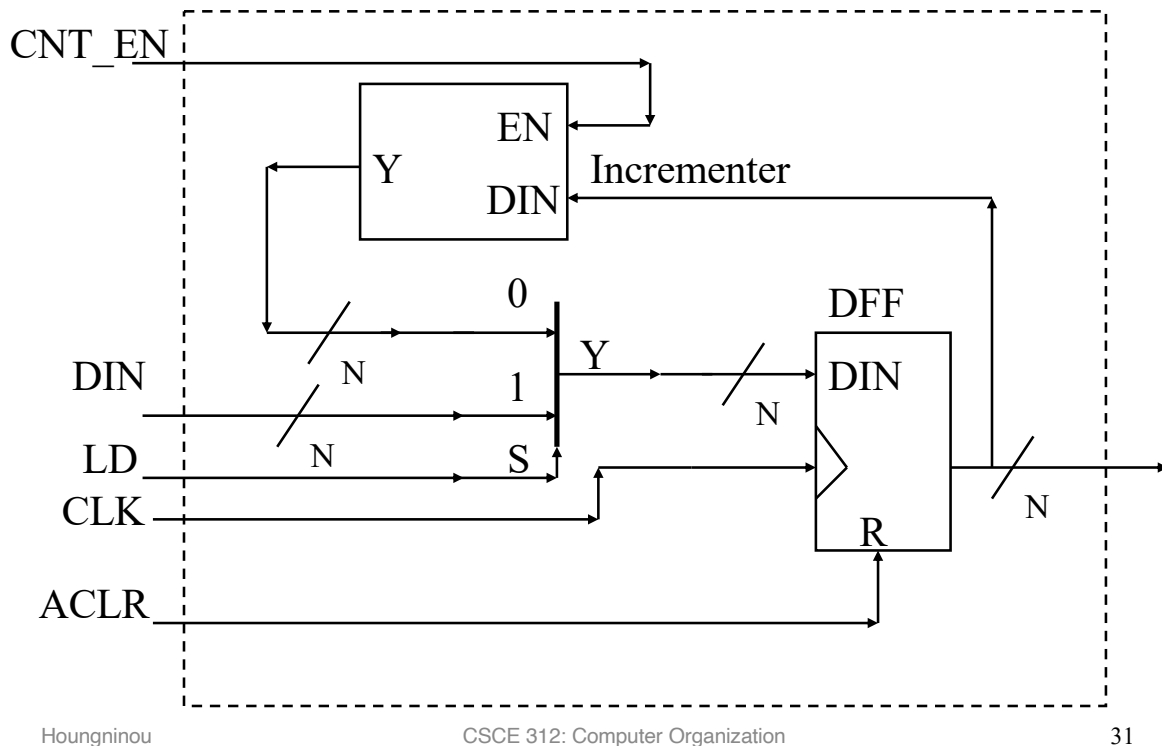 CNT_EN
EN
Y
Incrementer
DIN
0
DFF
Y
DIN
N
DIN
1
N
N
LD
S
CLK
N
R
ACLR
Houngninou
CSCE 312: Computer Organization
31